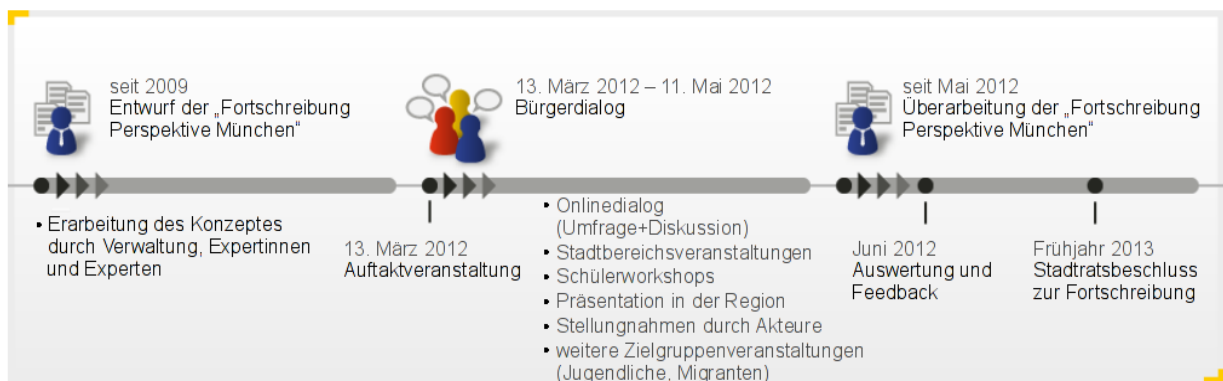 seit 2009
Entwurf der „Fortschreibung
Perspektive München“
• Erarbeitung des Konzeptes
durch Verwaltung, Expertinnen
und Experten
13. März 2012 – 11. Mai 2012
Bürgerdialog
13. März 2012
Auftaktveranstaltung
• Onlinedialog
(Umfrage+Diskussion)
• Stadtbereichsveranstaltungen
• Schülerworkshops
• Präsentation in der Region
• Stellungnahmen durch Akteure
• weitere Zielgruppenveranstaltungen
(Jugendliche, Migranten)
seit Mai 2012
Überarbeitung der „Fortschreibung
Perspektive München“
Juni 2012
Auswertung und
Feedback
Frühjahr 2013
Stadtratsbeschluss
zur Fortschreibung